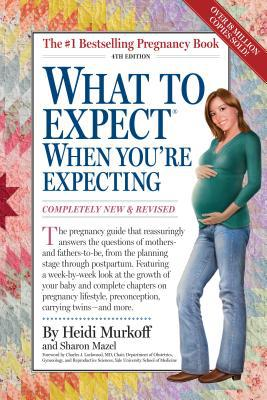 The #1 Bestselling Pregnancy Book
4TH EDITION
OVER 18 MILLION
COPIES SOLD!
WHAT TO
EXPECT®
WHEN YOU'RE
EXPECTING
COMPLETELY NEW & REVISED
The pregnancy guide that reassuringly
answers the questions of mothers-
and fathers-to-be, from the planning
stage through postpartum. Featuring
a week-by-week look at the growth of
your baby and complete chapters on
pregnancy lifestyle, preconception,
carrying twins—and more.
By Heidi Murkoff
and Sharon Mazel
Foreword by Charles J. Lockwood, MD, Chair, Department of Obstetrics,
Gynecology, and Reproductive Sciences, Yale University School of Medicine